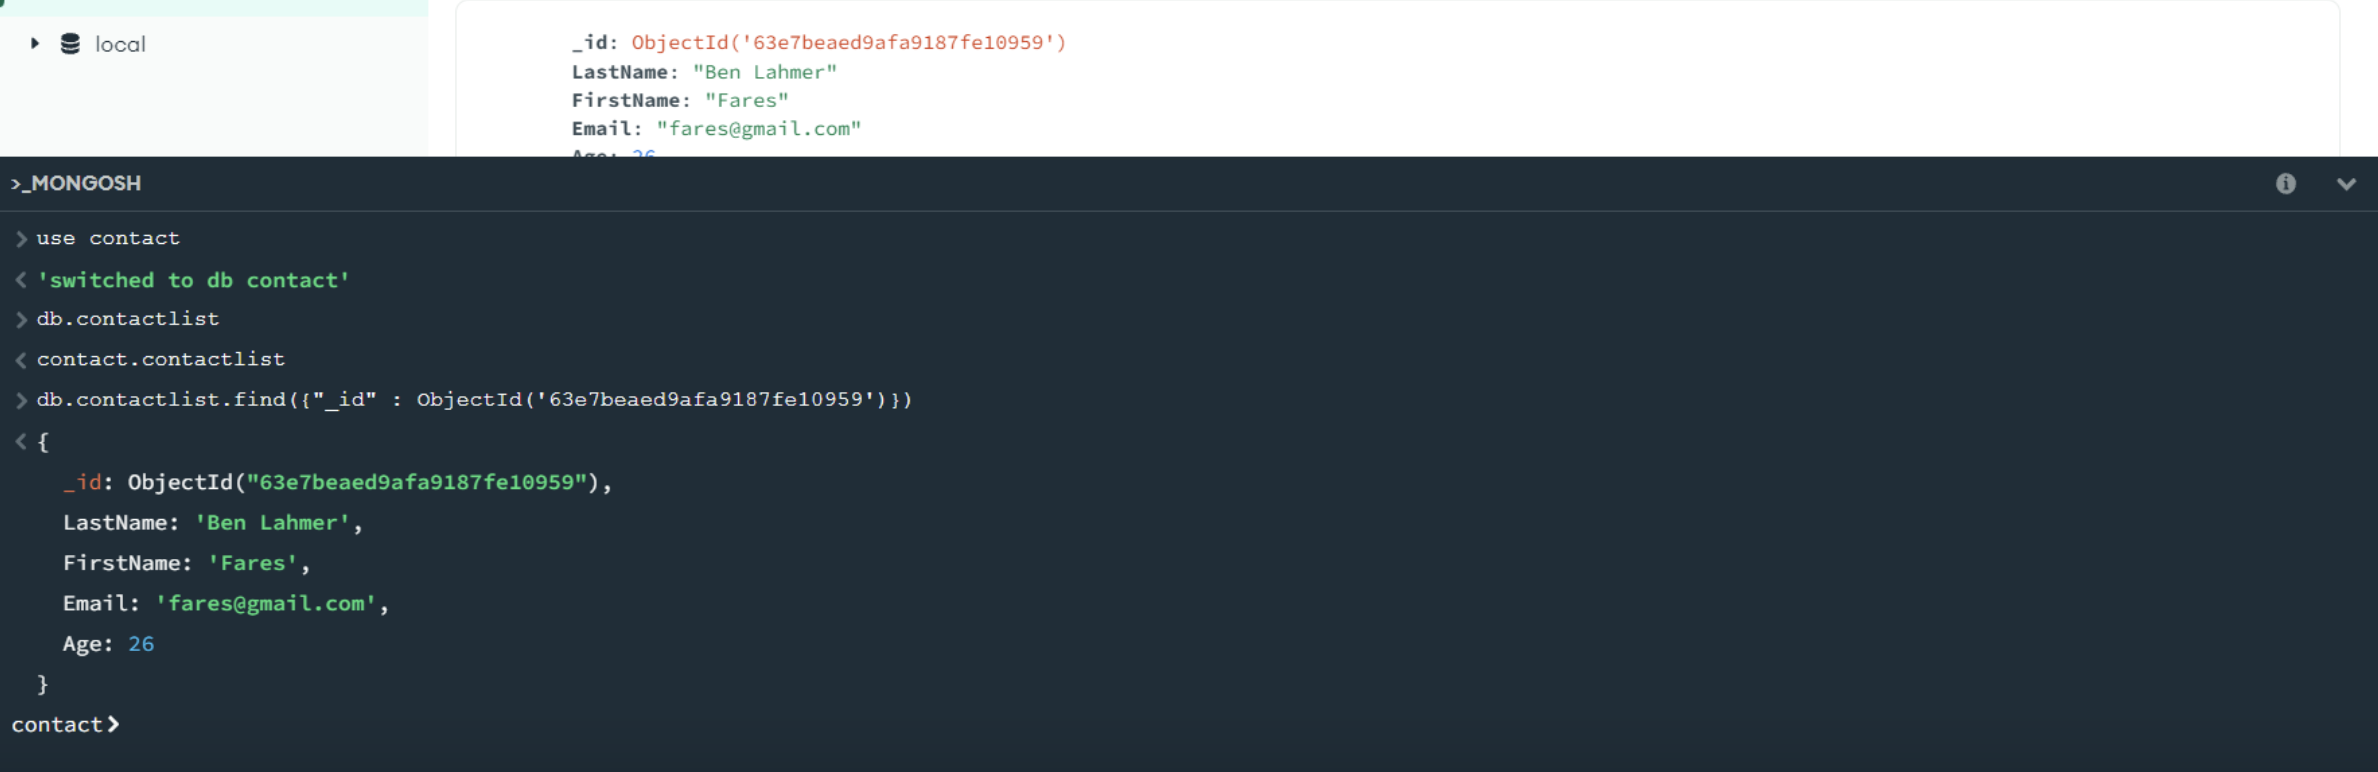 local
_id: ObjectId('63e7beaed9afa9187fe10959')
LastName: "Ben Lahmer"
FirstName: "Fares"
Email: "fares@gmail.com"
Age: 26
>_MONGOSH
> use contact
< 'switched to db contact'
> db.contactlist
< contact.contactlist
> db.contactlist.find({"_id" : ObjectId('63e7beaed9afa9187fe10959')})
< {
_id: ObjectId("63e7beaed9afa9187fe10959"),
LastName: 'Ben Lahmer',
FirstName: 'Fares',
Email: 'fares@gmail.com',
Age: 26
}
contact>